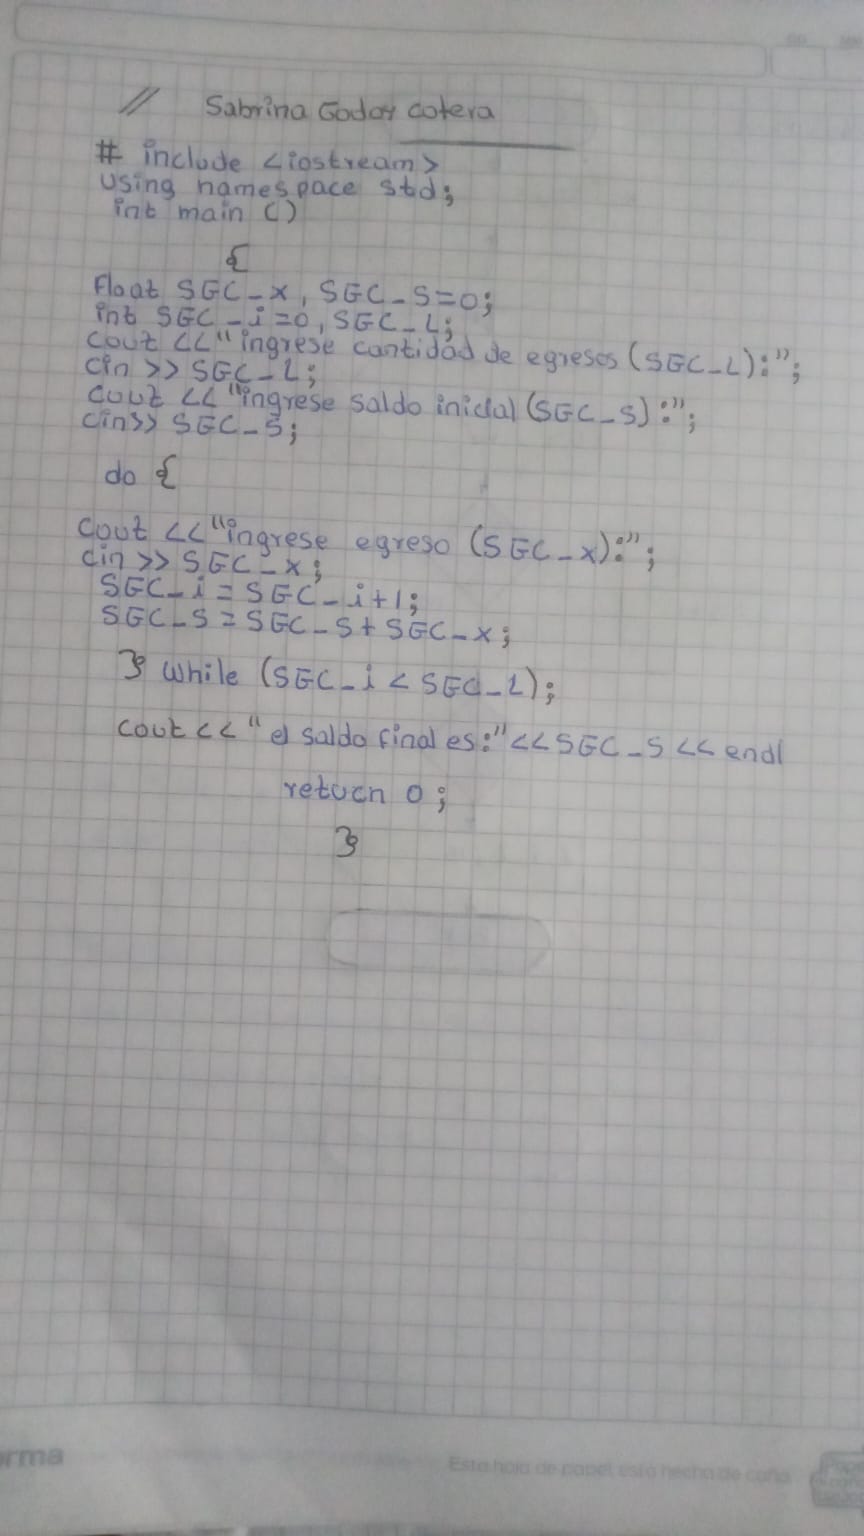 // Sabrina Godoy cotera
# include <iostream>
using namespace std;
int main ()
{
Float SGC_x, SGC_S=0;
int SGC_i=0, SGC_L;
cout <<"ingrese cantidad de egresos (SGC_L):";
cin >> SGC_L;
cout <<"ingrese saldo inicial (SGC_S):";
cin>> SGC_S;
do {
cout <<"ingrese egreso (SGC_x):";
cin >> SGC_x;
SGC_i = SGC_i+1;
SGC_S = SGC_S + SGC_x;
} while (SGC_i < SGC_L);
cout << "el saldo final es:"<<SGC_S << endl
return 0;
}
Esta hoja de papel esta hecha de caña